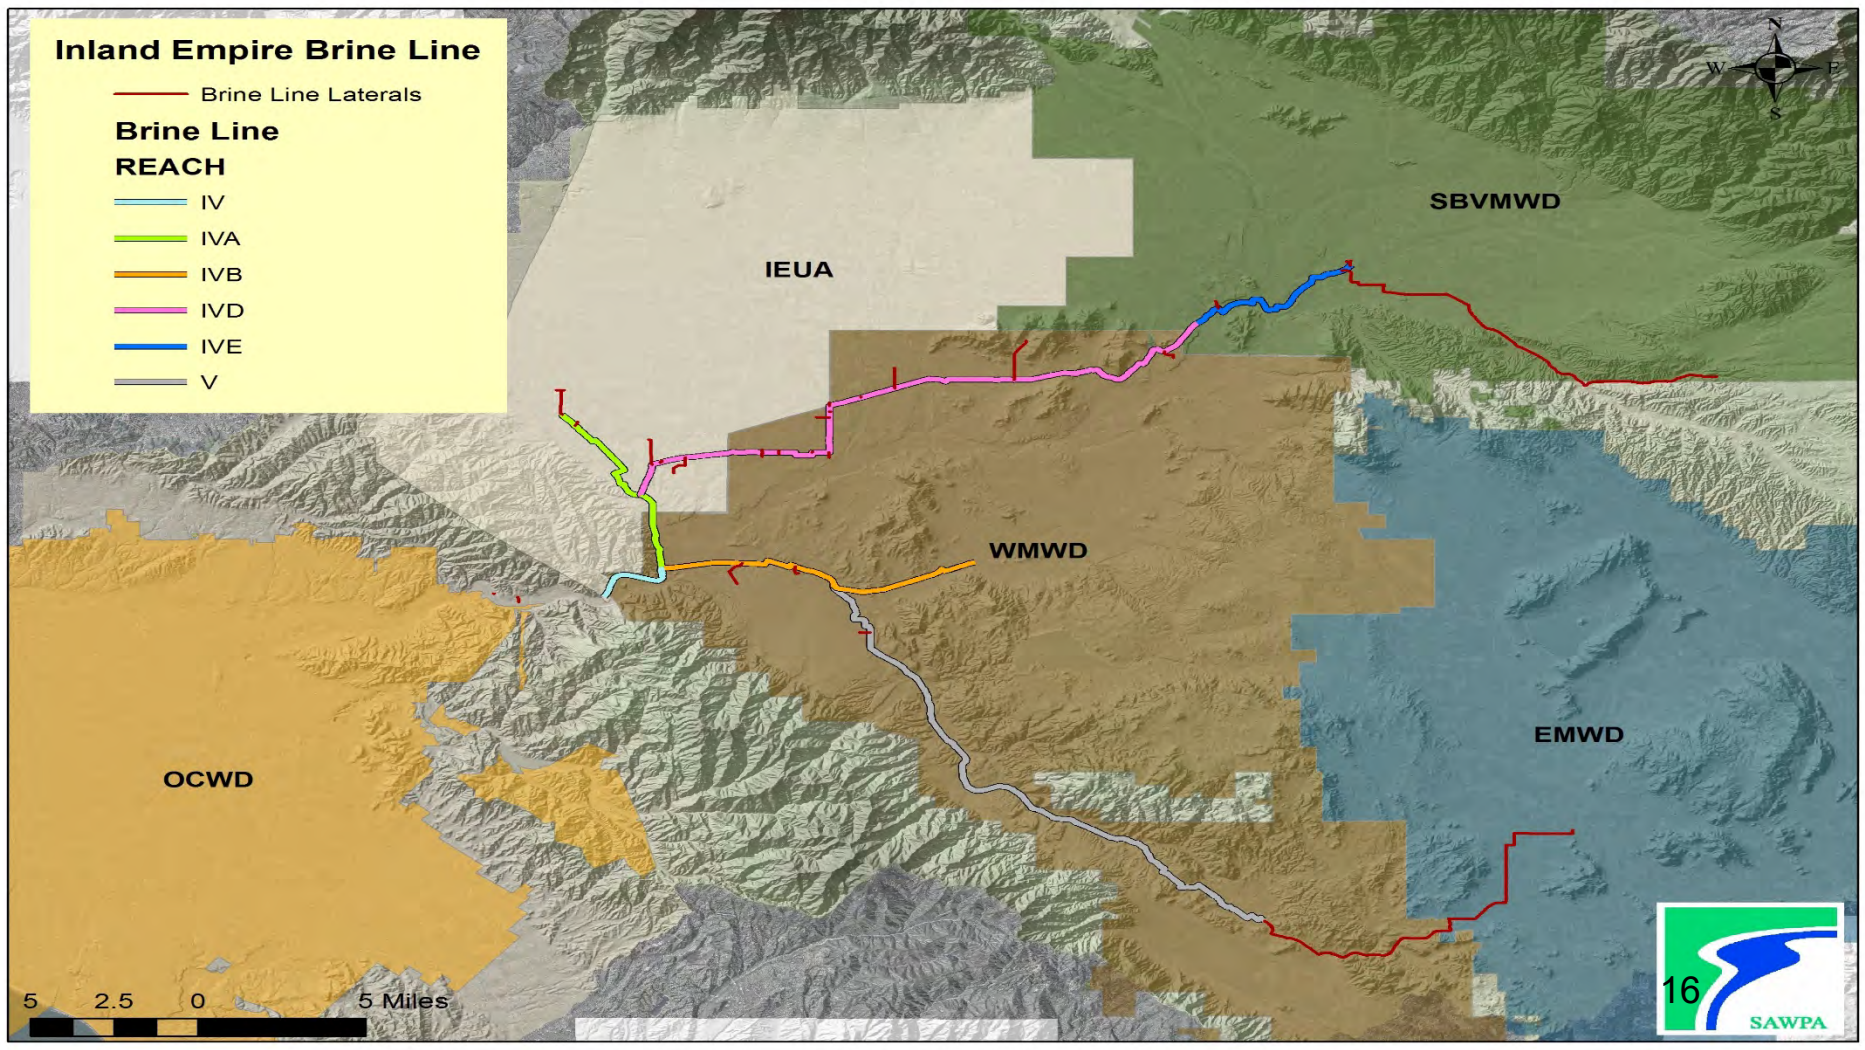 Inland Empire Brine Line
Brine Line Laterals
Brine Line
REACH
IV
IVA
IVB
IVD
IVE
V
N
W E
S
SBVMWD
IEUA
WMWD
EMWD
OCWD
5 2.5 0 5 Miles
16
SAWPA